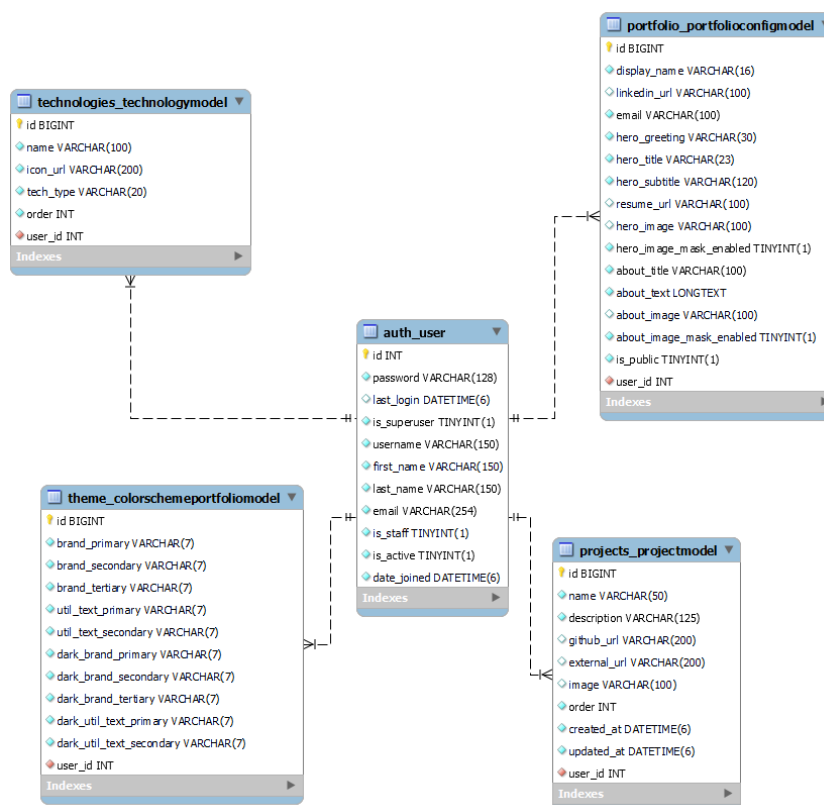 portfolio_portfolioconfigmodel
id BIGINT
display_name VARCHAR(16)
linkedin_url VARCHAR(100)
email VARCHAR(100)
hero_greeting VARCHAR(30)
hero_title VARCHAR(23)
hero_subtitle VARCHAR(120)
resume_url VARCHAR(100)
hero_image VARCHAR(100)
hero_image_mask_enabled TINYINT(1)
about_title VARCHAR(100)
about_text LONGTEXT
about_image VARCHAR(100)
about_image_mask_enabled TINYINT(1)
is_public TINYINT(1)
user_id INT
Indexes
technologies_technologymodel
id BIGINT
name VARCHAR(100)
icon_url VARCHAR(200)
tech_type VARCHAR(20)
order INT
user_id INT
Indexes
auth_user
id INT
password VARCHAR(128)
last_login DATETIME(6)
is_superuser TINYINT(1)
username VARCHAR(150)
first_name VARCHAR(150)
last_name VARCHAR(150)
email VARCHAR(254)
is_staff TINYINT(1)
is_active TINYINT(1)
date_joined DATETIME(6)
Indexes
theme_colorschemeportfoliomodel
id BIGINT
brand_primary VARCHAR(7)
brand_secondary VARCHAR(7)
brand_tertiary VARCHAR(7)
util_text_primary VARCHAR(7)
util_text_secondary VARCHAR(7)
dark_brand_primary VARCHAR(7)
dark_brand_secondary VARCHAR(7)
dark_brand_tertiary VARCHAR(7)
dark_util_text_primary VARCHAR(7)
dark_util_text_secondary VARCHAR(7)
user_id INT
Indexes
projects_projectmodel
id BIGINT
name VARCHAR(50)
description VARCHAR(125)
github_url VARCHAR(200)
external_url VARCHAR(200)
image VARCHAR(100)
order INT
created_at DATETIME(6)
updated_at DATETIME(6)
user_id INT
Indexes